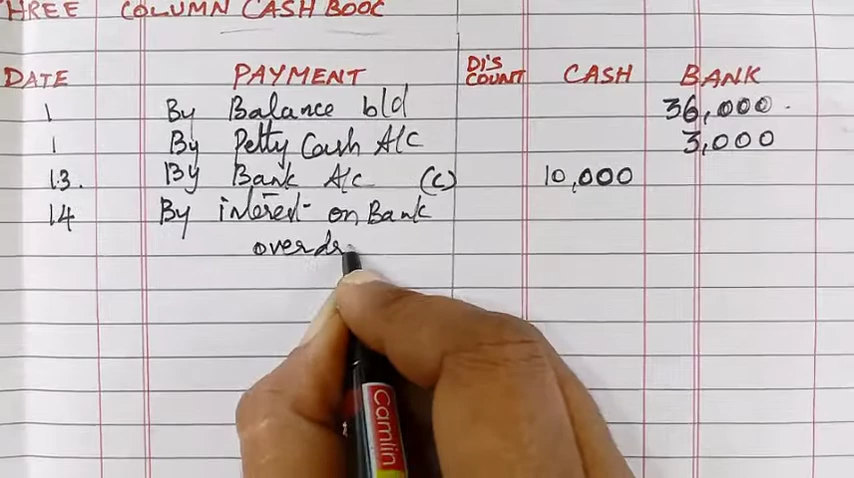 THREE COLUMN CASH BOOC
DATE PAYMENT DIS COUNT CASH BANK
1 By Balance b/d 36,000
1 By Petty Cash A/C 3,000
13. By Bank A/C (C) 10,000
14 By interest on Bank
overdr
Camlin